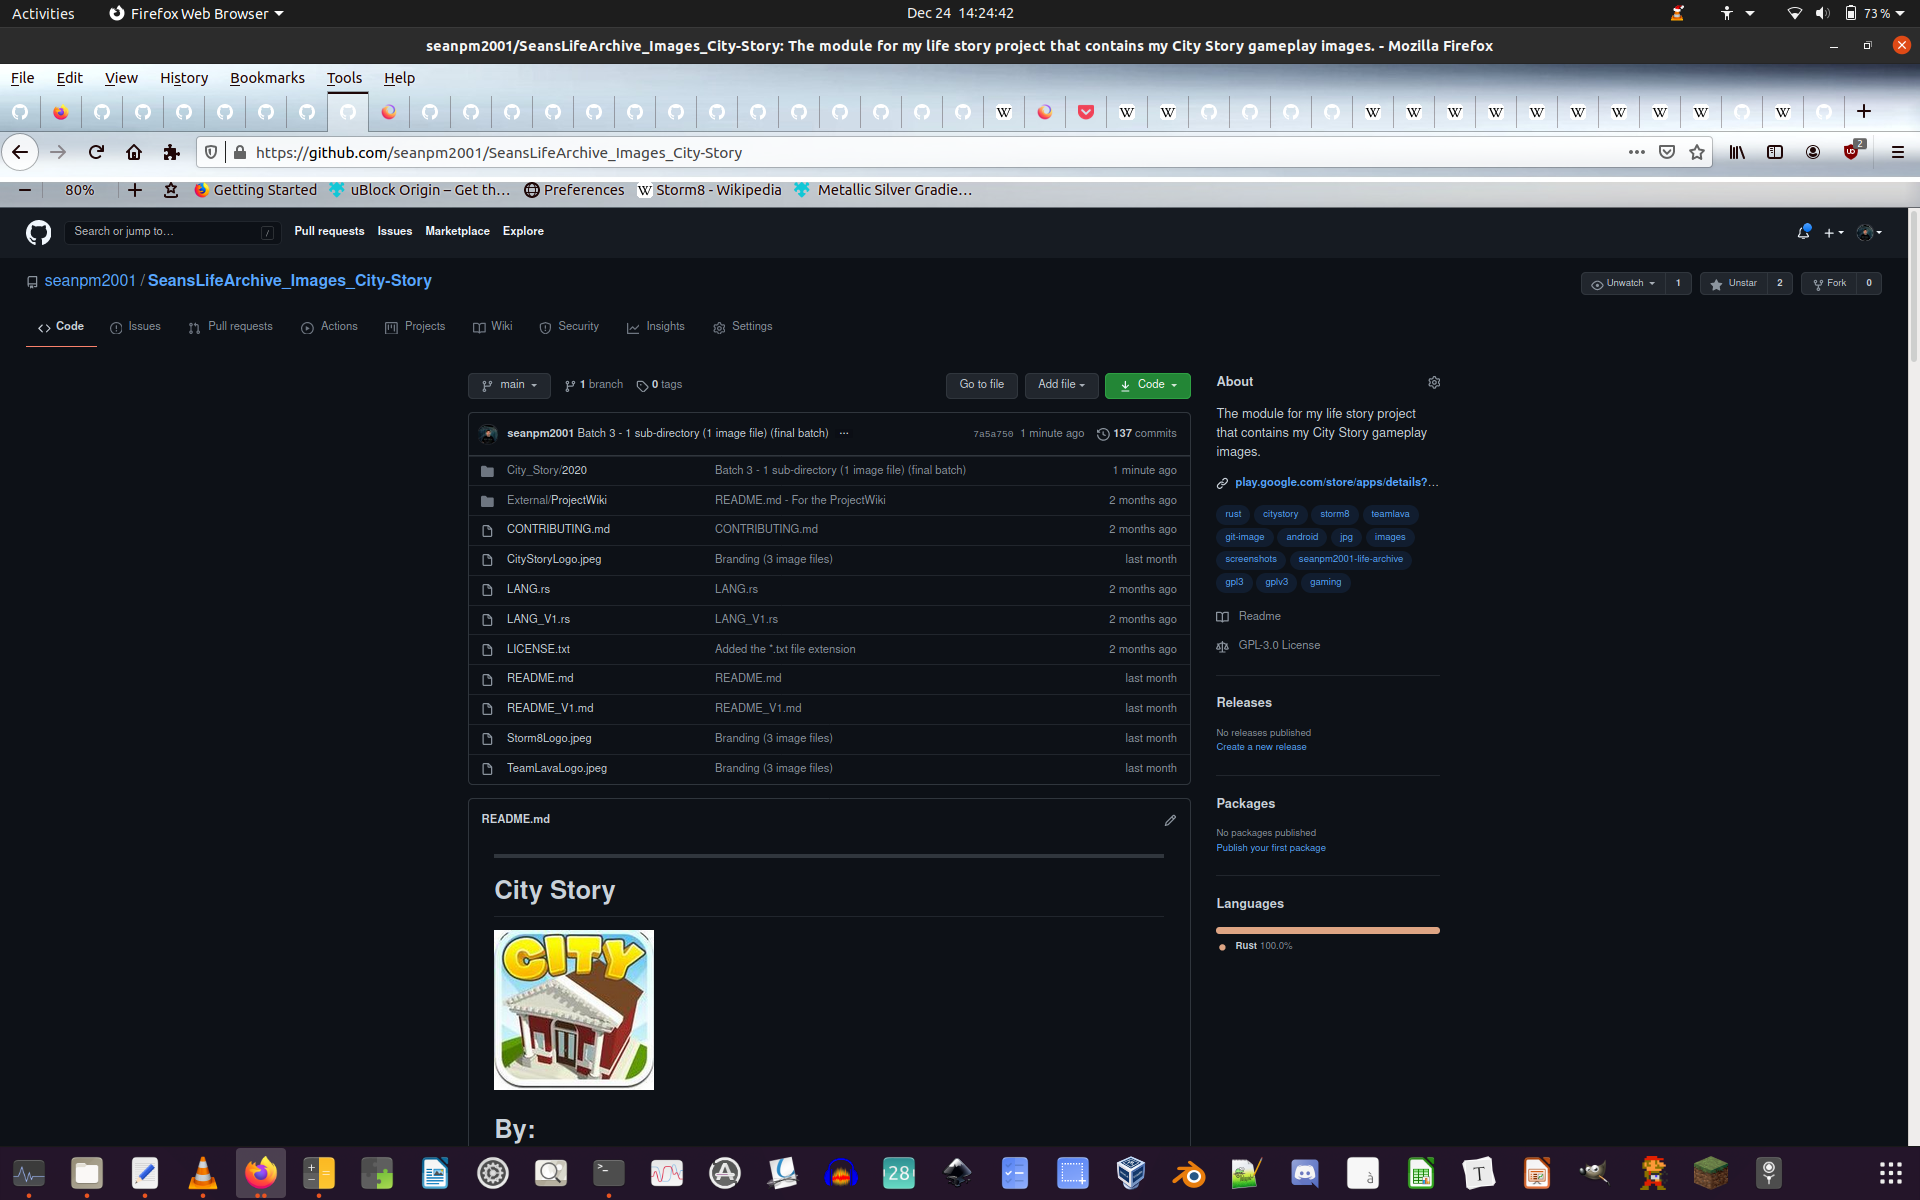 Activities Firefox Web Browser Dec 24 14:24:42 73 %
seanpm2001/SeansLifeArchive_Images_City-Story: The module for my life story project that contains my City Story gameplay images. - Mozilla Firefox
File Edit View History Bookmarks Tools Help
https://github.com/seanpm2001/SeansLifeArchive_Images_City-Story 2
80% Getting Started uBlock Origin – Get th… Preferences Storm8 - Wikipedia Metallic Silver Gradie…
Search or jump to… / Pull requests Issues Marketplace Explore
seanpm2001 / SeansLifeArchive_Images_City-Story Unwatch 1 Unstar 2 Fork 0
Code Issues Pull requests Actions Projects Wiki Security Insights Settings
main 1 branch 0 tags Go to file Add file Code
seanpm2001 Batch 3 - 1 sub-directory (1 image file) (final batch) ··· 7a5a750 1 minute ago 137 commits
City_Story/2020 Batch 3 - 1 sub-directory (1 image file) (final batch) 1 minute ago
External/ProjectWiki README.md - For the ProjectWiki 2 months ago
CONTRIBUTING.md CONTRIBUTING.md 2 months ago
CityStoryLogo.jpeg Branding (3 image files) last month
LANG.rs LANG.rs 2 months ago
LANG_V1.rs LANG_V1.rs 2 months ago
LICENSE.txt Added the *.txt file extension 2 months ago
README.md README.md last month
README_V1.md README_V1.md last month
Storm8Logo.jpeg Branding (3 image files) last month
TeamLavaLogo.jpeg Branding (3 image files) last month
README.md
City Story
CITY
By:
About
The module for my life story project
that contains my City Story gameplay
images.
play.google.com/store/apps/details?…
rust citystory storm8 teamlava
git-image android jpg images
screenshots seanpm2001-life-archive
gpl3 gplv3 gaming
Readme
GPL-3.0 License
Releases
No releases published
Create a new release
Packages
No packages published
Publish your first package
Languages
Rust 100.0%
28